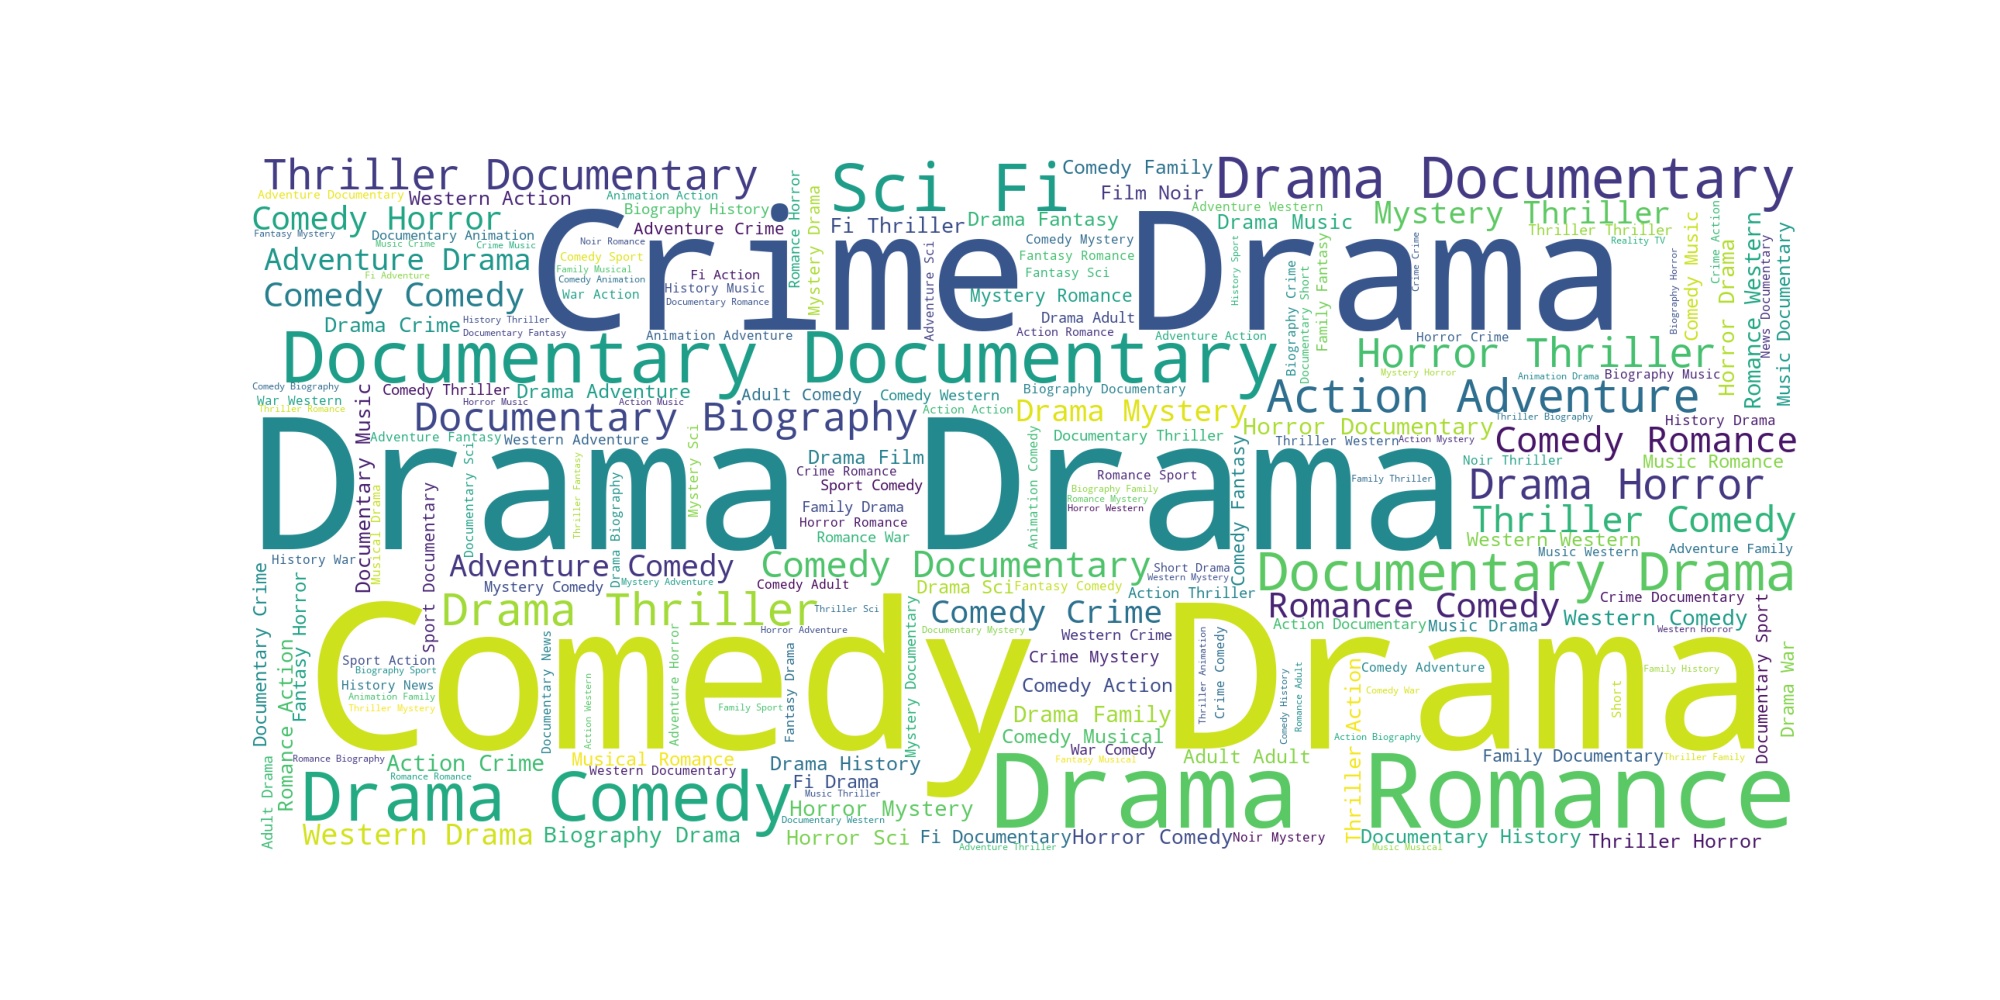 Thriller Documentary
Sci Fi
Comedy Family
Drama Documentary
Adventure Documentary
Western Action
Animation Action
Romance Horror
Mystery Drama
Film Noir
Comedy Horror
Biography History
Adventure Western
Mystery Thriller
Crime Action
Fantasy Mystery
Documentary Animation
Adventure Crime
Fi Thriller
Drama Fantasy
Drama Music
Thriller Thriller
Comedy Music
Romance Western
Music Documentary
Music Crime
Crime Music
Noir Romance
Comedy Mystery
Reality TV
News Documentary
Adventure Drama
Comedy Sport
Crime Drama
Fantasy Romance
History Sport
Family Fantasy
Crime Crime
Horror Drama
Fi Adventure
Family Musical
Fi Action
Adventure Sci
Fantasy Sci
Biography Crime
Biography Horror
Comedy Comedy
Comedy Animation
War Action
History Music
Documentary Romance
Mystery Romance
Documentary Short
Drama Crime
History Thriller
Documentary Fantasy
Animation Adventure
Drama Adult
Action Romance
Adventure Action
Horror Crime
Documentary Documentary
Horror Thriller
Mystery Horror
Animation Drama
Biography Music
Comedy Biography
Comedy Thriller
Drama Adventure
Adult Comedy
Comedy Western
Biography Documentary
Action Adventure
War Western
Thriller Romance
Documentary Music
Horror Music
Action Music
Documentary Biography
Action Action
Drama Mystery
Horror Documentary
Thriller Biography
History Drama
Adventure Fantasy
Western Adventure
Mystery Sci
Documentary Thriller
Thriller Western
Action Mystery
Comedy Romance
Drama Drama
Documentary Sci
Thriller Fantasy
Drama Film
Animation Comedy
Comedy Fantasy
Noir Thriller
Music Romance
Crime Romance
Romance Sport
Family Thriller
Drama Horror
Musical Drama
Sport Documentary
Drama Biography
Sport Comedy
Biography Family
Romance Mystery
Family Drama
Horror Western
Horror Romance
Thriller Comedy
Romance War
Western Western
History War
Adventure Comedy
Comedy Documentary
Music Western
Adventure Family
Short Drama
Western Mystery
Documentary Drama
Mystery Comedy
Mystery Adventure
Comedy Adult
Drama Sci
Fantasy Comedy
Action Thriller
Documentary Crime
Fantasy Horror
Drama Thriller
Thriller Sci
Comedy Crime
Romance Comedy
Crime Documentary
Western Comedy
Documentary Sport
Horror Adventure
Documentary Mystery
Action Documentary
Music Drama
Western Horror
Mystery Documentary
Western Crime
Comedy Drama
Romance Action
Sport Action
Biography Sport
Documentary News
Adventure Horror
Fantasy Drama
Crime Mystery
Thriller Animation
Crime Comedy
Comedy Adventure
Family History
Drama War
History News
Animation Family
Thriller Mystery
Action Western
Family Sport
Comedy Action
Comedy History
Romance Adult
Thriller Action
Comedy War
Short
Drama Family
Comedy Musical
Action Biography
Romance Biography
Action Crime
Musical Romance
Drama History
War Comedy
Fantasy Musical
Adult Adult
Family Documentary
Thriller Family
Adult Drama
Romance Romance
Western Documentary
Fi Drama
Music Thriller
Drama Comedy
Drama Romance
Horror Mystery
Documentary Western
Western Drama
Biography Drama
Horror Sci
Fi Documentary
Horror Comedy
Noir Mystery
Documentary History
Thriller Horror
Adventure Thriller
Music Musical